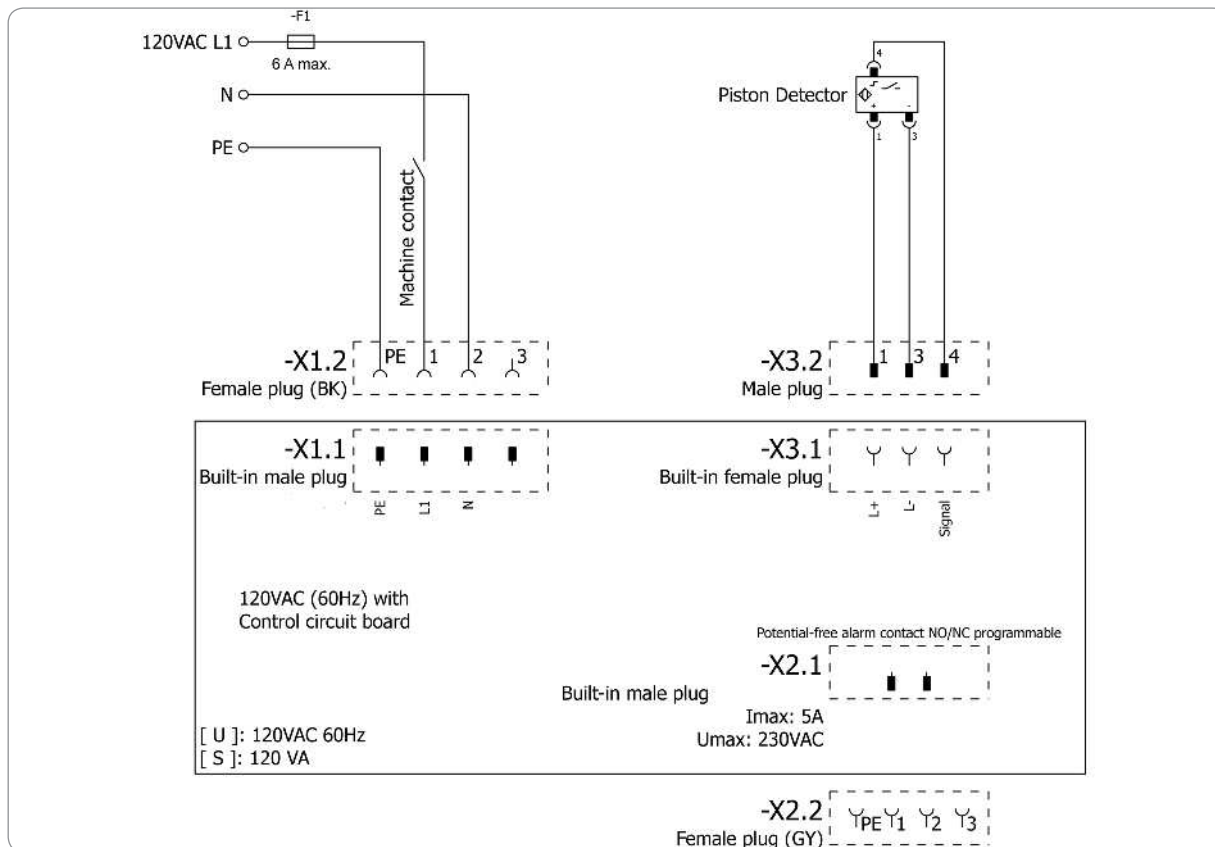 -F1
120VAC L1
6 A max.
N
PE
Machine contact
-X1.2
PE 1 2 3
Female plug (BK)
4
Piston Detector
+ -
1 3
-X3.2
1 3 4
Male plug
-X1.1
Built-in male plug
PE L1 N
-X3.1
Built-in female plug
L+ L- Signal
120VAC (60Hz) with
Control circuit board
Potential-free alarm contact NO/NC programmable
-X2.1
Built-in male plug
Imax: 5A
Umax: 230VAC
[ U ]: 120VAC 60Hz
[ S ]: 120 VA
-X2.2
PE 1 2 3
Female plug (GY)